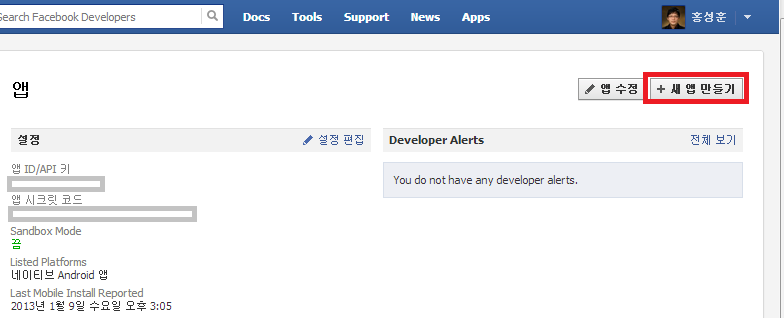 Search Facebook Developers
Docs Tools Support News Apps 홍성훈
앱
앱 수정 + 새 앱 만들기
설정 설정 편집
Developer Alerts 전체 보기
앱 ID/API 키
You do not have any developer alerts.
앱 시크릿 코드
Sandbox Mode
끔
Listed Platforms
네이티브 Android 앱
Last Mobile Install Reported
2013년 1월 9일 수요일 오후 3:05